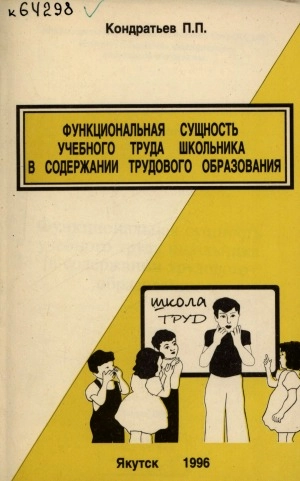 к64298
Кондратьев П.П.
ФУНКЦИОНАЛЬНАЯ СУЩНОСТЬ
УЧЕБНОГО ТРУДА ШКОЛЬНИКА
В СОДЕРЖАНИИ ТРУДОВОГО ОБРАЗОВАНИЯ
школа
ТРУД
Якутск 1996